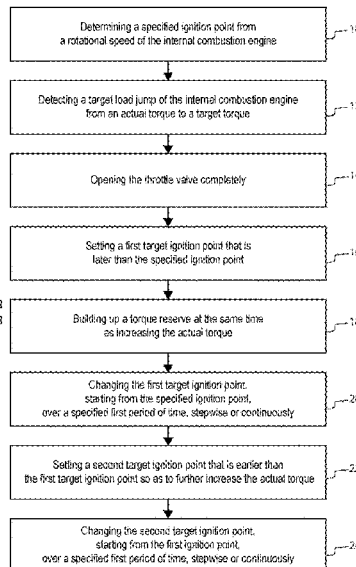 Determining a specified ignition point from
a rotational speed of the internal combustion engine
Detecting a target load jump of the internal combustion engine
from an actual torque to a target torque
Opening the throttle valve completely
Setting a first target ignition point that is
later than the specified ignition point
Building up a torque reserve at the same time
as increasing the actual torque
Changing the first target ignition point,
starting from the specified ignition point,
over a specified first period of time, stepwise or continuously
Setting a second target ignition point that is earlier than
the first target ignition point so as to further increase the actual torque
Changing the second target ignition point,
starting from the first ignition point,
over a specified first period of time, stepwise or continuously